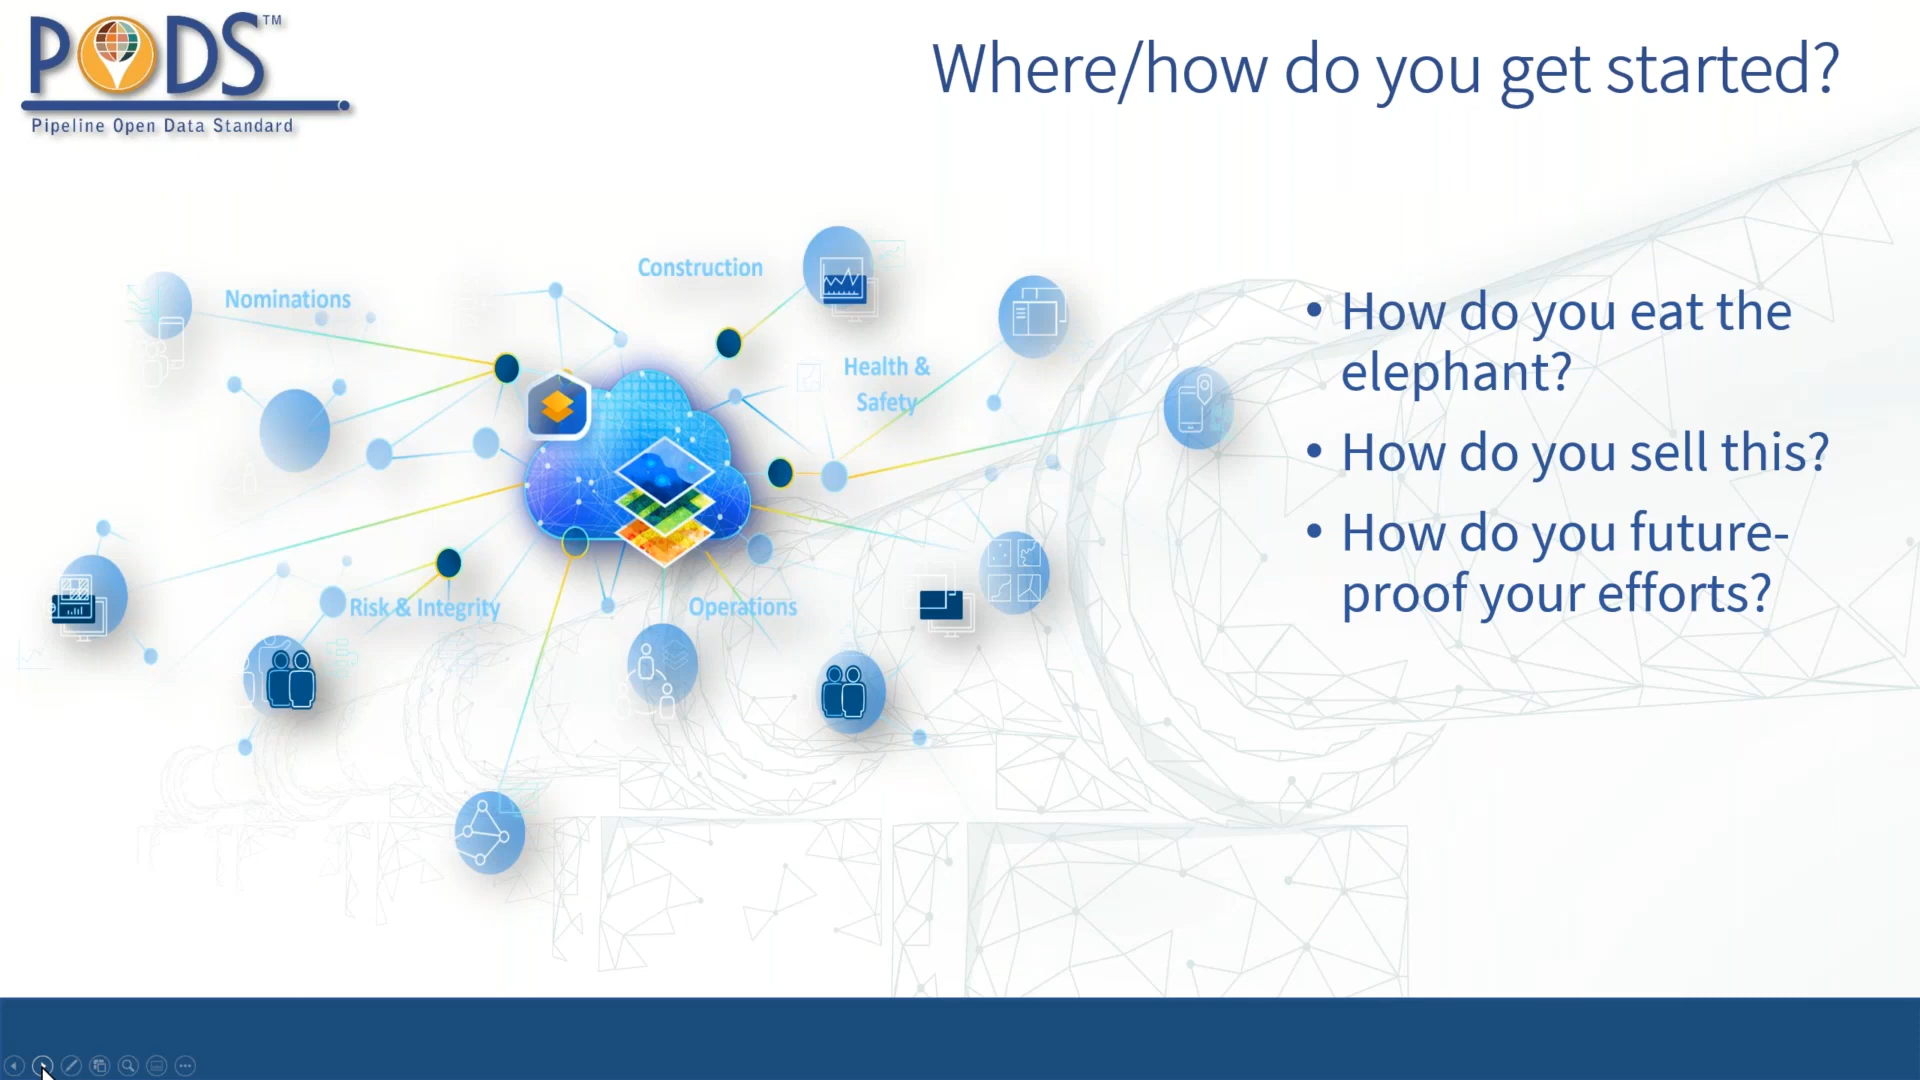 PODS™
Pipeline Open Data Standard
Where/how do you get started?
Nominations
Construction
Health &
Safety
Risk & Integrity
Operations
• How do you eat the
elephant?
• How do you sell this?
• How do you future-
proof your efforts?